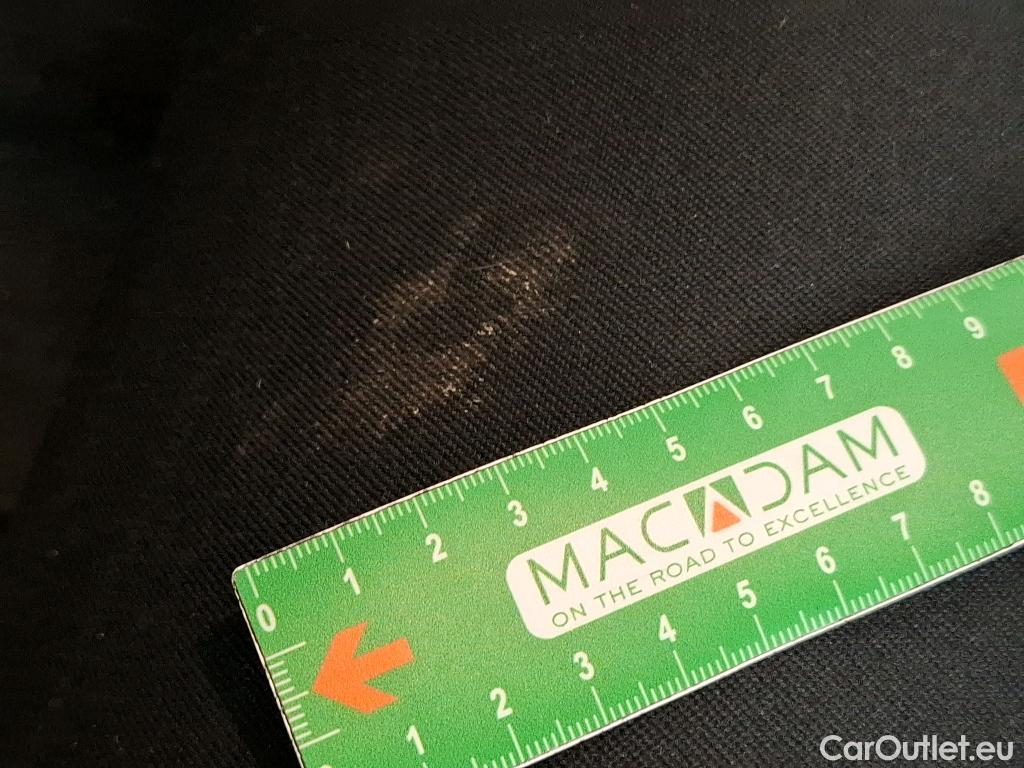 0 1 2 3 4 5 6 7 8 9
MACADAM
ON THE ROAD TO EXCELLENCE
1 2 3 4 5 6 7 8
CarOutlet.eu